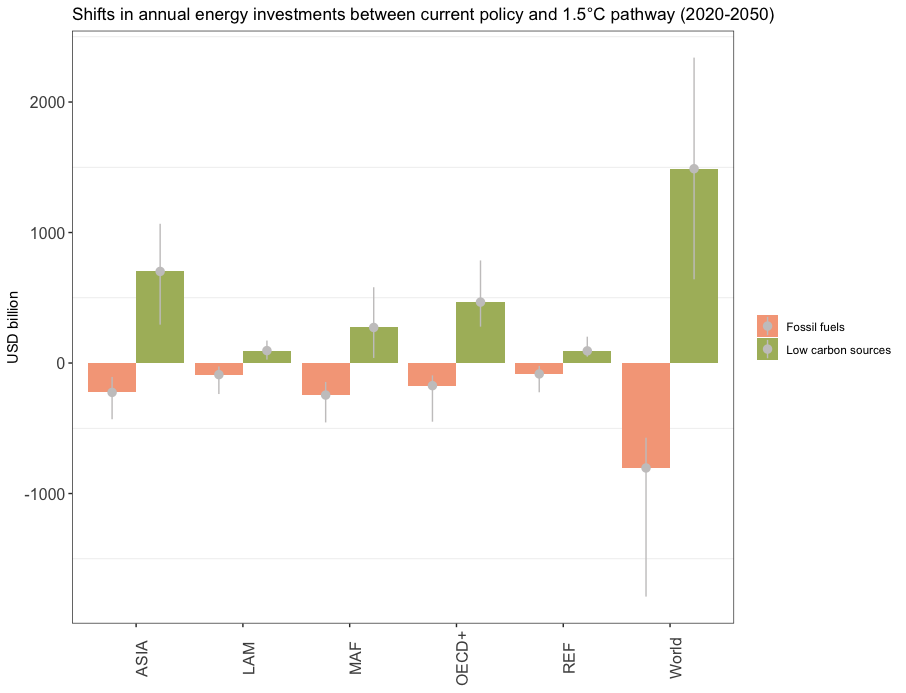 Shifts in annual energy investments between current policy and 1.5°C pathway (2020-2050)
2000
1000
0
-1000
USD billion
ASIA
LAM
MAF
OECD+
REF
World
Fossil fuels
Low carbon sources